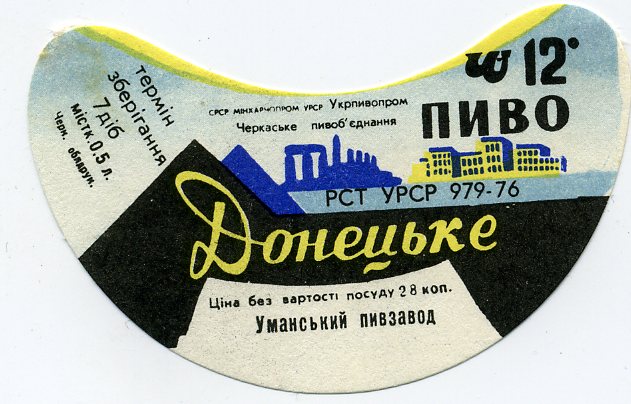 термін
зберігання
7 діб
містк. 0,5 л.
Черк. облдрук.
СРСР МІНХАРЧОПРОМ УРСР Укрпивопром
Черкаське пивоб'єднання
12°
ПИВО
РСТ УРСР 979-76
Донецьке
Ціна без вартості посуду 28 коп.
Уманський пивзавод